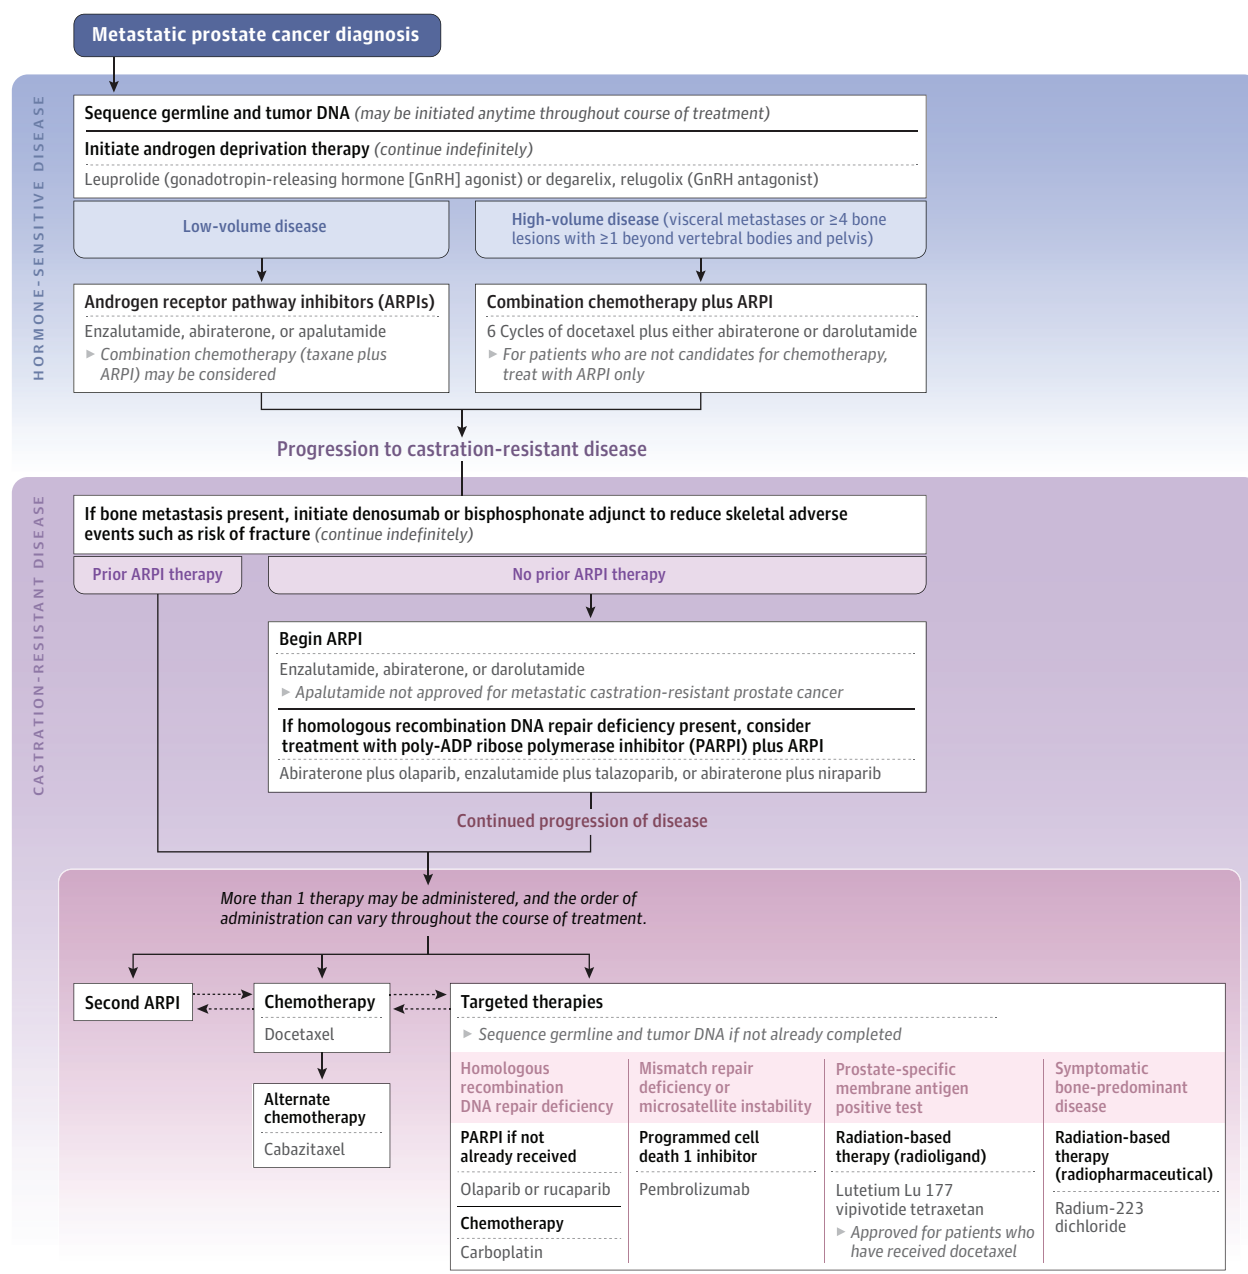 Metastatic prostate cancer diagnosis
HORMONE-SENSITIVE DISEASE
Sequence germline and tumor DNA (may be initiated anytime throughout course of treatment)
Initiate androgen deprivation therapy (continue indefinitely)
Leuprolide (gonadotropin-releasing hormone [GnRH] agonist) or degarelix, relugolix (GnRH antagonist)
Low-volume disease
High-volume disease (visceral metastases or ≥4 bone
lesions with ≥1 beyond vertebral bodies and pelvis)
Androgen receptor pathway inhibitors (ARPIs)
Enzalutamide, abiraterone, or apalutamide
▶ Combination chemotherapy (taxane plus
ARPI) may be considered
Combination chemotherapy plus ARPI
6 Cycles of docetaxel plus either abiraterone or darolutamide
▶ For patients who are not candidates for chemotherapy,
treat with ARPI only
Progression to castration-resistant disease
CASTRATION-RESISTANT DISEASE
If bone metastasis present, initiate denosumab or bisphosphonate adjunct to reduce skeletal adverse
events such as risk of fracture (continue indefinitely)
Prior ARPI therapy
No prior ARPI therapy
Begin ARPI
Enzalutamide, abiraterone, or darolutamide
▶ Apalutamide not approved for metastatic castration-resistant prostate cancer
If homologous recombination DNA repair deficiency present, consider
treatment with poly-ADP ribose polymerase inhibitor (PARPI) plus ARPI
Abiraterone plus olaparib, enzalutamide plus talazoparib, or abiraterone plus niraparib
Continued progression of disease
More than 1 therapy may be administered, and the order of
administration can vary throughout the course of treatment.
Second ARPI
Chemotherapy
Docetaxel
Alternate
chemotherapy
Cabazitaxel
Targeted therapies
▶ Sequence germline and tumor DNA if not already completed
Homologous
recombination
DNA repair deficiency
PARPI if not
already received
Olaparib or rucaparib
Chemotherapy
Carboplatin
Mismatch repair
deficiency or
microsatellite instability
Programmed cell
death 1 inhibitor
Pembrolizumab
Prostate-specific
membrane antigen
positive test
Radiation-based
therapy (radioligand)
Lutetium Lu 177
vipivotide tetraxetan
▶ Approved for patients who
have received docetaxel
Symptomatic
bone-predominant
disease
Radiation-based
therapy
(radiopharmaceutical)
Radium-223
dichloride